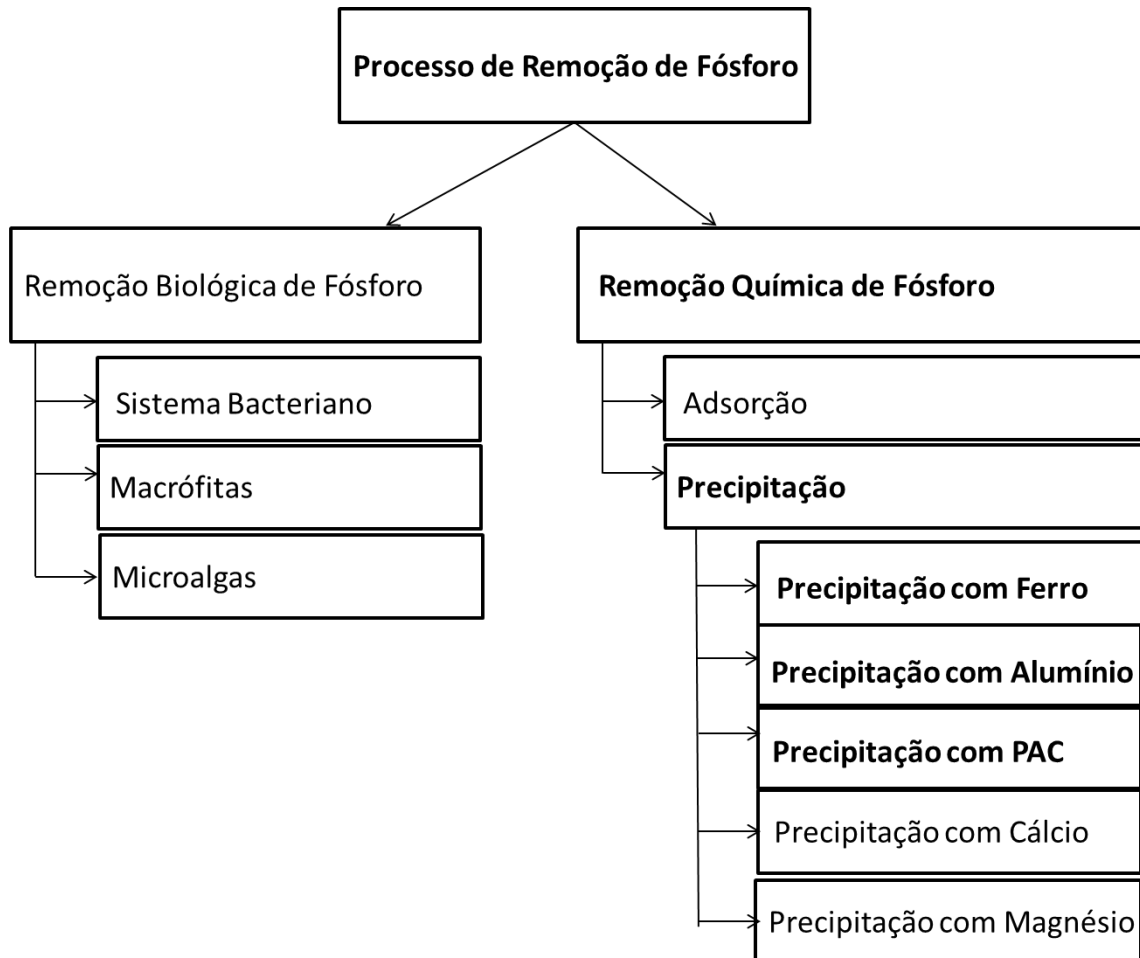 Processo de Remoção de Fósforo
Remoção Biológica de Fósforo
Sistema Bacteriano
Macrófitas
Microalgas
Remoção Química de Fósforo
Adsorção
Precipitação
Precipitação com Ferro
Precipitação com Alumínio
Precipitação com PAC
Precipitação com Cálcio
Precipitação com Magnésio